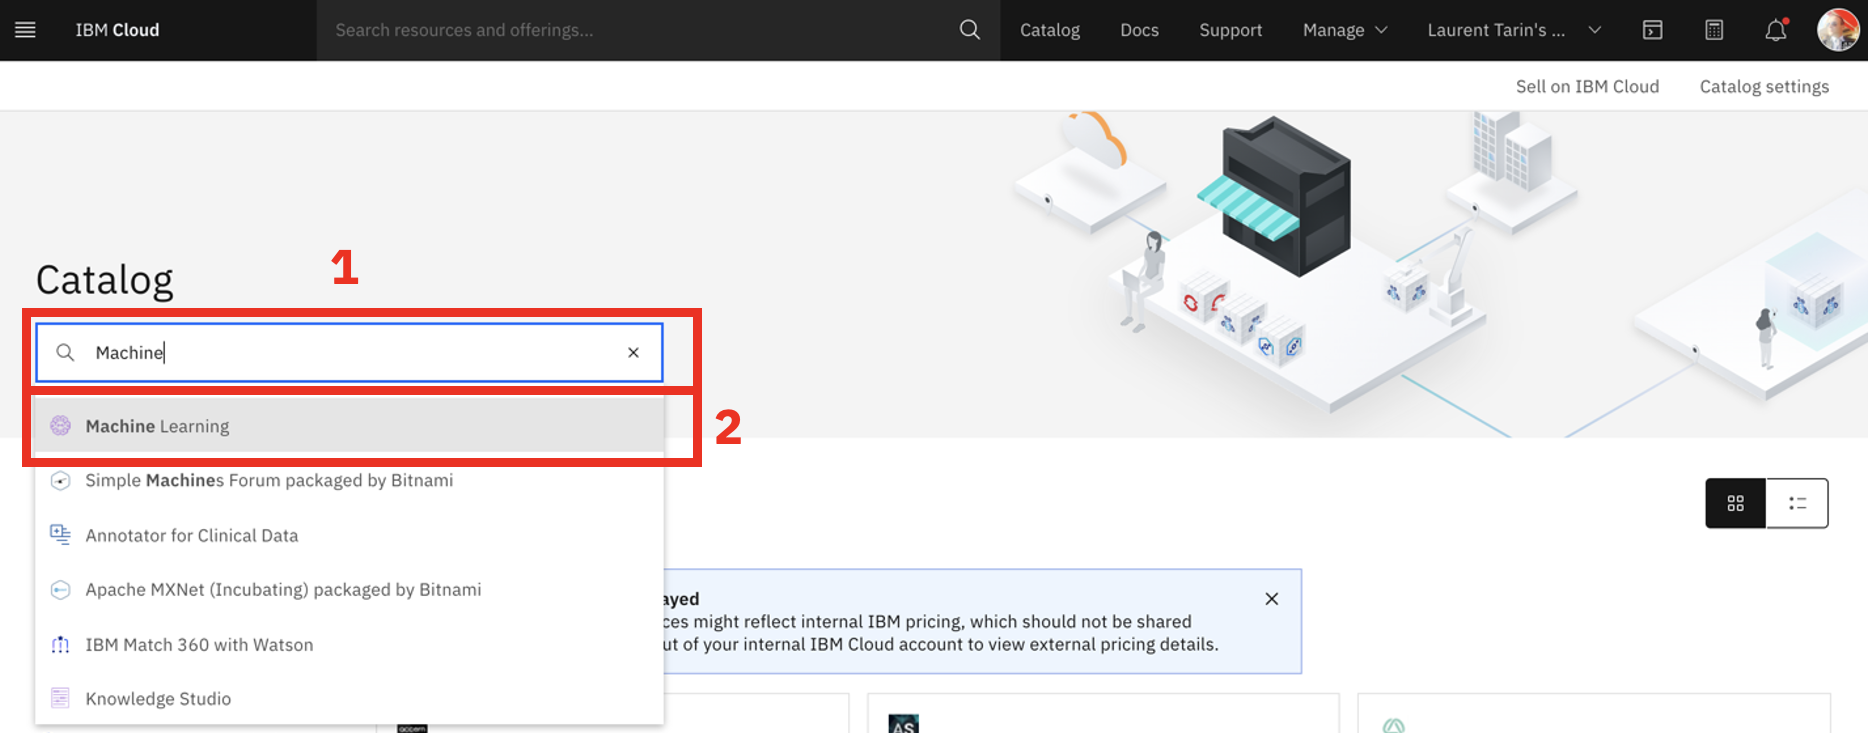 IBM Cloud
Search resources and offerings...
Catalog
Docs
Support
Manage
Laurent Tarin's ...
Sell on IBM Cloud
Catalog settings
Catalog
1
Machine
2
Machine Learning
Simple Machines Forum packaged by Bitnami
Annotator for Clinical Data
Apache MXNet (Incubating) packaged by Bitnami
IBM Match 360 with Watson
Knowledge Studio
ayed
ces might reflect internal IBM pricing, which should not be shared
ut of your internal IBM Cloud account to view external pricing details.
accern
AS